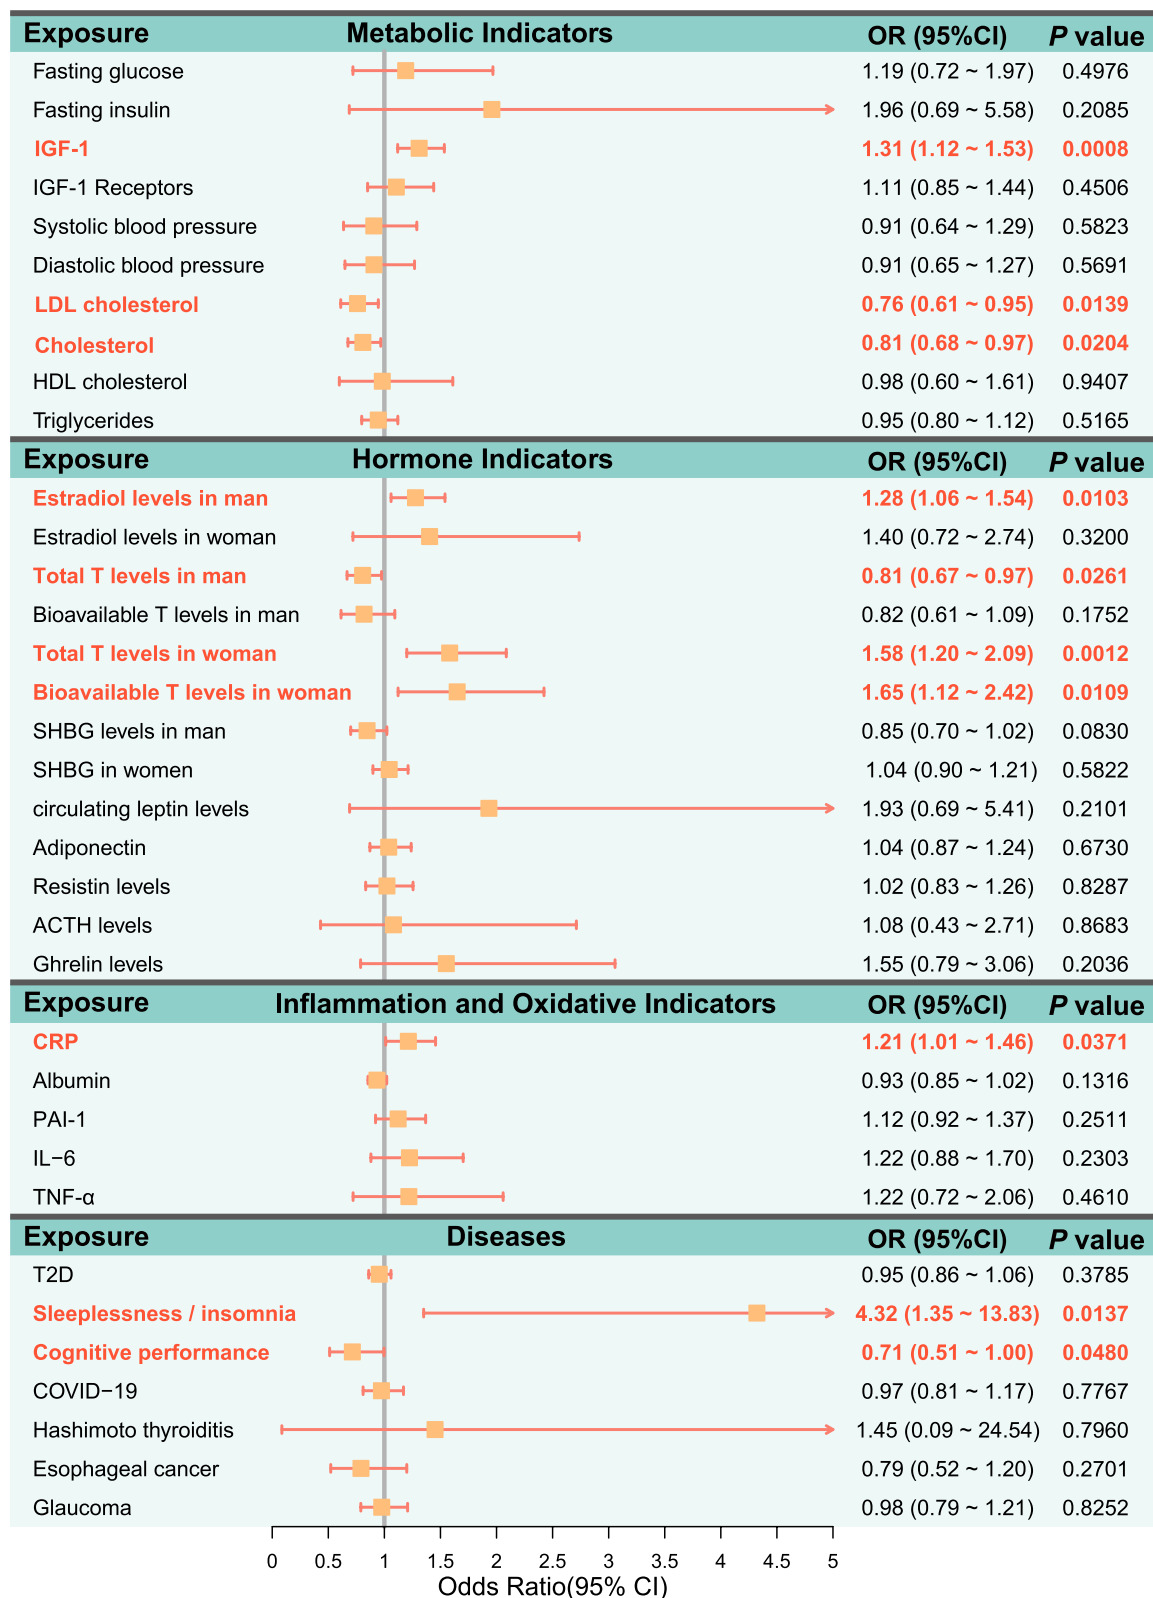 Exposure Metabolic Indicators OR (95%CI) P value
Fasting glucose 1.19 (0.72 ~ 1.97) 0.4976
Fasting insulin 1.96 (0.69 ~ 5.58) 0.2085
IGF-1 1.31 (1.12 ~ 1.53) 0.0008
IGF-1 Receptors 1.11 (0.85 ~ 1.44) 0.4506
Systolic blood pressure 0.91 (0.64 ~ 1.29) 0.5823
Diastolic blood pressure 0.91 (0.65 ~ 1.27) 0.5691
LDL cholesterol 0.76 (0.61 ~ 0.95) 0.0139
Cholesterol 0.81 (0.68 ~ 0.97) 0.0204
HDL cholesterol 0.98 (0.60 ~ 1.61) 0.9407
Triglycerides 0.95 (0.80 ~ 1.12) 0.5165
Exposure Hormone Indicators OR (95%CI) P value
Estradiol levels in man 1.28 (1.06 ~ 1.54) 0.0103
Estradiol levels in woman 1.40 (0.72 ~ 2.74) 0.3200
Total T levels in man 0.81 (0.67 ~ 0.97) 0.0261
Bioavailable T levels in man 0.82 (0.61 ~ 1.09) 0.1752
Total T levels in woman 1.58 (1.20 ~ 2.09) 0.0012
Bioavailable T levels in woman 1.65 (1.12 ~ 2.42) 0.0109
SHBG levels in man 0.85 (0.70 ~ 1.02) 0.0830
SHBG in women 1.04 (0.90 ~ 1.21) 0.5822
circulating leptin levels 1.93 (0.69 ~ 5.41) 0.2101
Adiponectin 1.04 (0.87 ~ 1.24) 0.6730
Resistin levels 1.02 (0.83 ~ 1.26) 0.8287
ACTH levels 1.08 (0.43 ~ 2.71) 0.8683
Ghrelin levels 1.55 (0.79 ~ 3.06) 0.2036
Exposure Inflammation and Oxidative Indicators OR (95%CI) P value
CRP 1.21 (1.01 ~ 1.46) 0.0371
Albumin 0.93 (0.85 ~ 1.02) 0.1316
PAI-1 1.12 (0.92 ~ 1.37) 0.2511
IL−6 1.22 (0.88 ~ 1.70) 0.2303
TNF-α 1.22 (0.72 ~ 2.06) 0.4610
Exposure Diseases OR (95%CI) P value
T2D 0.95 (0.86 ~ 1.06) 0.3785
Sleeplessness / insomnia 4.32 (1.35 ~ 13.83) 0.0137
Cognitive performance 0.71 (0.51 ~ 1.00) 0.0480
COVID−19 0.97 (0.81 ~ 1.17) 0.7767
Hashimoto thyroiditis 1.45 (0.09 ~ 24.54) 0.7960
Esophageal cancer 0.79 (0.52 ~ 1.20) 0.2701
Glaucoma 0.98 (0.79 ~ 1.21) 0.8252
0 0.5 1 1.5 2 2.5 3 3.5 4 4.5 5
Odds Ratio(95% CI)